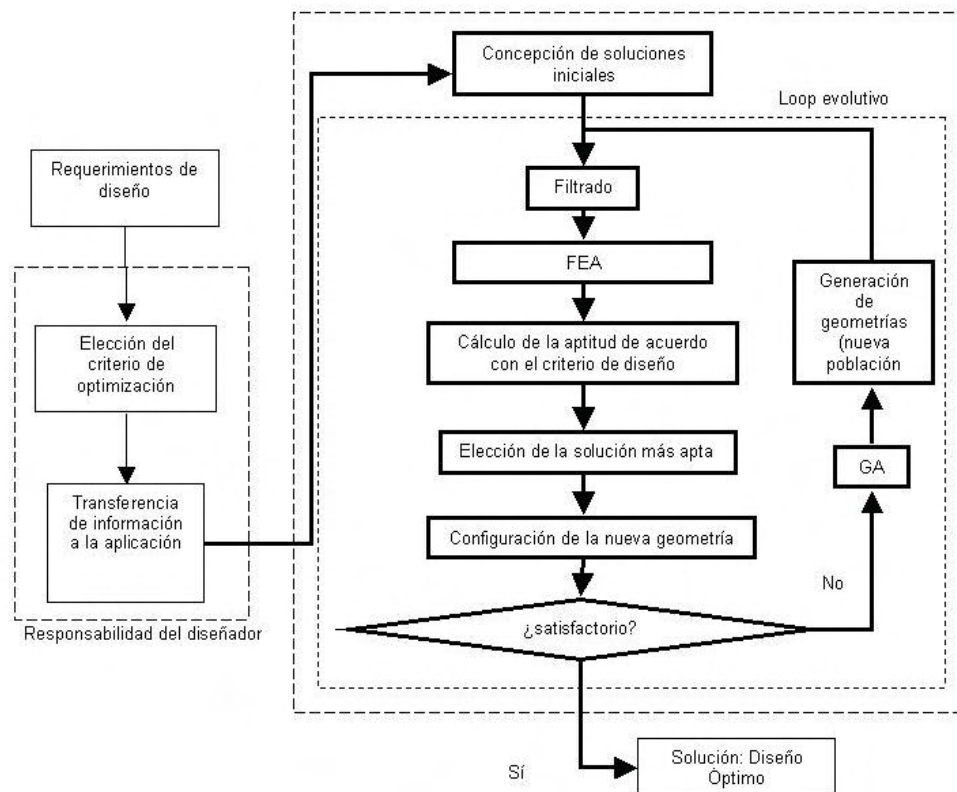 Concepción de soluciones
iniciales
Loop evolutivo
Requerimientos de
diseño
Filtrado
FEA
Generación
de
geometrías
(nueva
población
Elección del
criterio de
optimización
Cálculo de la aptitud de acuerdo
con el criterio de diseño
Elección de la solución más apta
GA
Transferencia
de información
a la aplicación
Configuración de la nueva geometría
No
¿satisfactorio?
Responsabilidad del diseñador
Sí
Solución: Diseño
Óptimo